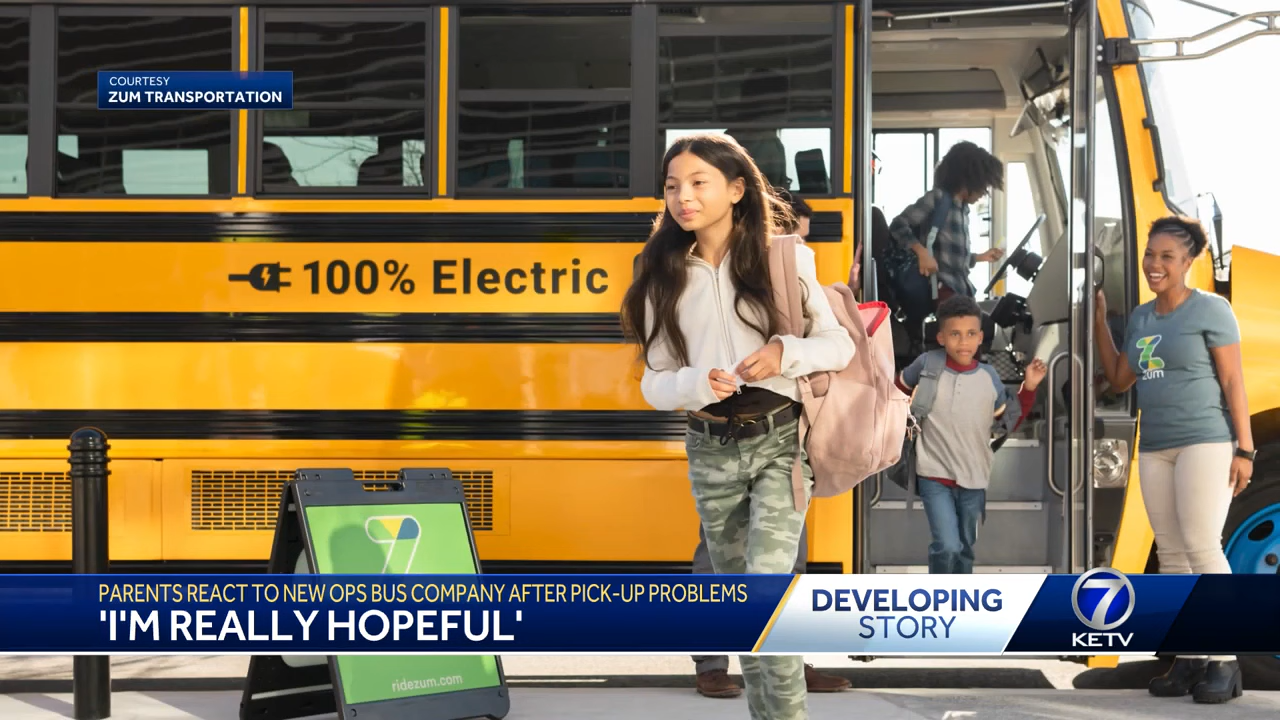 COURTESY
ZUM TRANSPORTATION
100% Electric
zum
ridezum.com
PARENTS REACT TO NEW OPS BUS COMPANY AFTER PICK-UP PROBLEMS
'I'M REALLY HOPEFUL'
DEVELOPING
STORY
7
KETV